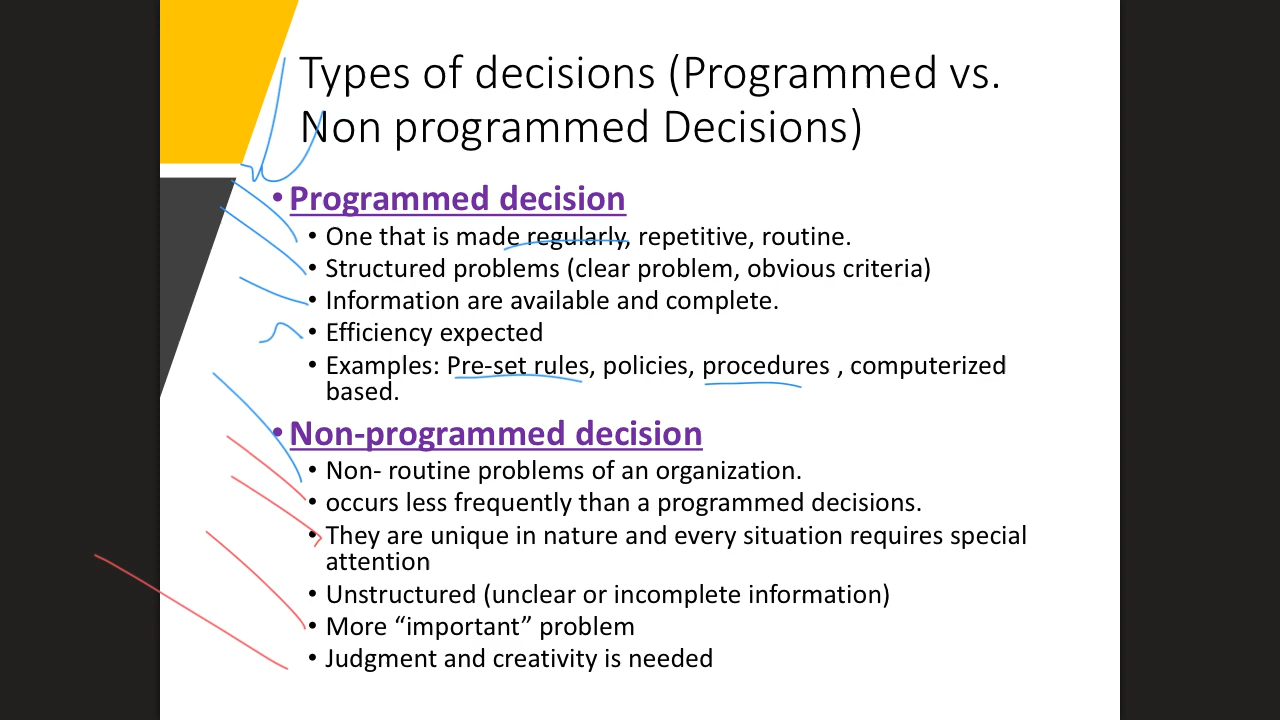 Types of decisions (Programmed vs.
Non programmed Decisions)
• Programmed decision
• One that is made regularly, repetitive, routine.
• Structured problems (clear problem, obvious criteria)
• Information are available and complete.
• Efficiency expected
• Examples: Pre-set rules, policies, procedures , computerized
based.
• Non-programmed decision
• Non- routine problems of an organization.
• occurs less frequently than a programmed decisions.
• They are unique in nature and every situation requires special
attention
• Unstructured (unclear or incomplete information)
• More “important” problem
• Judgment and creativity is needed